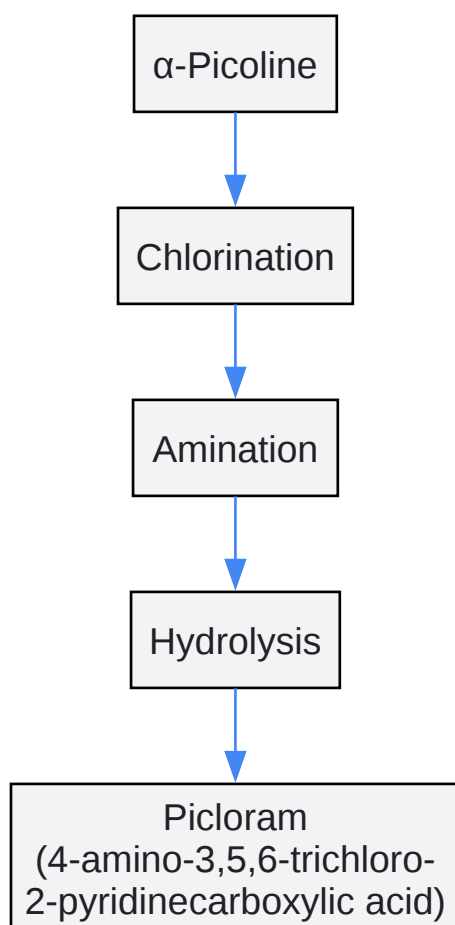 α-Picoline
Chlorination
Amination
Hydrolysis
Picloram
(4-amino-3,5,6-trichloro-
2-pyridinecarboxylic acid)